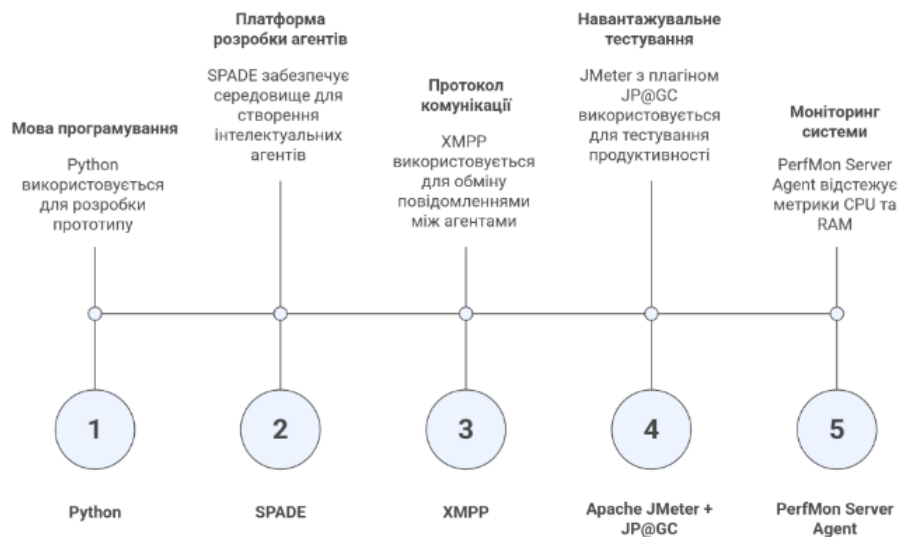 Мова програмування
Python
використовується
для розробки
прототипу
Платформа
розробки агентів
SPADE забезпечує
середовище для
створення
інтелектуальних
агентів
Протокол
комунікації
XMPP
використовується
для обміну
повідомленнями
між агентами
Навантажувальне
тестування
JMeter з плагіном
JP@GC
використовується
для тестування
продуктивності
Моніторинг
системи
PerfMon Server
Agent відстежує
метрики CPU та
RAM
1
2
3
4
5
Python
SPADE
XMPP
Apache JMeter +
JP@GC
PerfMon Server
Agent